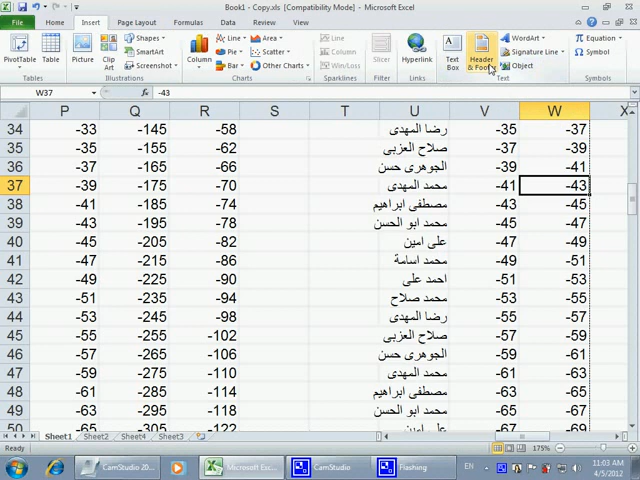 Book1 - Copy.xls [Compatibility Mode] - Microsoft Excel
File Home Insert Page Layout Formulas Data Review View
PivotTable Table Picture Clip Art Shapes SmartArt Screenshot Column Line Pie Bar Area Scatter Other Charts Line Column Win/Loss Slicer Hyperlink Text Box Header & Footer WordArt Signature Line Object Equation Symbol
Tables Illustrations Charts Sparklines Filter Links Text Symbols
W37 fx -43
P Q R S T U V W X
34 -33 -145 -58 رضا المهدى -35 -37
35 -35 -155 -62 صلاح العزبى -37 -39
36 -37 -165 -66 الجوهرى حسن -39 -41
37 -39 -175 -70 محمد المهدى -41 -43
38 -41 -185 -74 مصطفى ابراهيم -43 -45
39 -43 -195 -78 محمد ابو الحسن -45 -47
40 -45 -205 -82 على امين -47 -49
41 -47 -215 -86 محمد اسامة -49 -51
42 -49 -225 -90 احمد على -51 -53
43 -51 -235 -94 محمد صلاح -53 -55
44 -53 -245 -98 رضا المهدى -55 -57
45 -55 -255 -102 صلاح العزبى -57 -59
46 -57 -265 -106 الجوهرى حسن -59 -61
47 -59 -275 -110 محمد المهدى -61 -63
48 -61 -285 -114 مصطفى ابراهيم -63 -65
49 -63 -295 -118 محمد ابو الحسن -65 -67
50 -65 -305 -122 على امين -67 -69
Sheet1 Sheet2 Sheet4 Sheet3
Ready 175%
CamStudio 20... Microsoft Exc... CamStudio Flashing EN 11:03 AM
4/5/2012